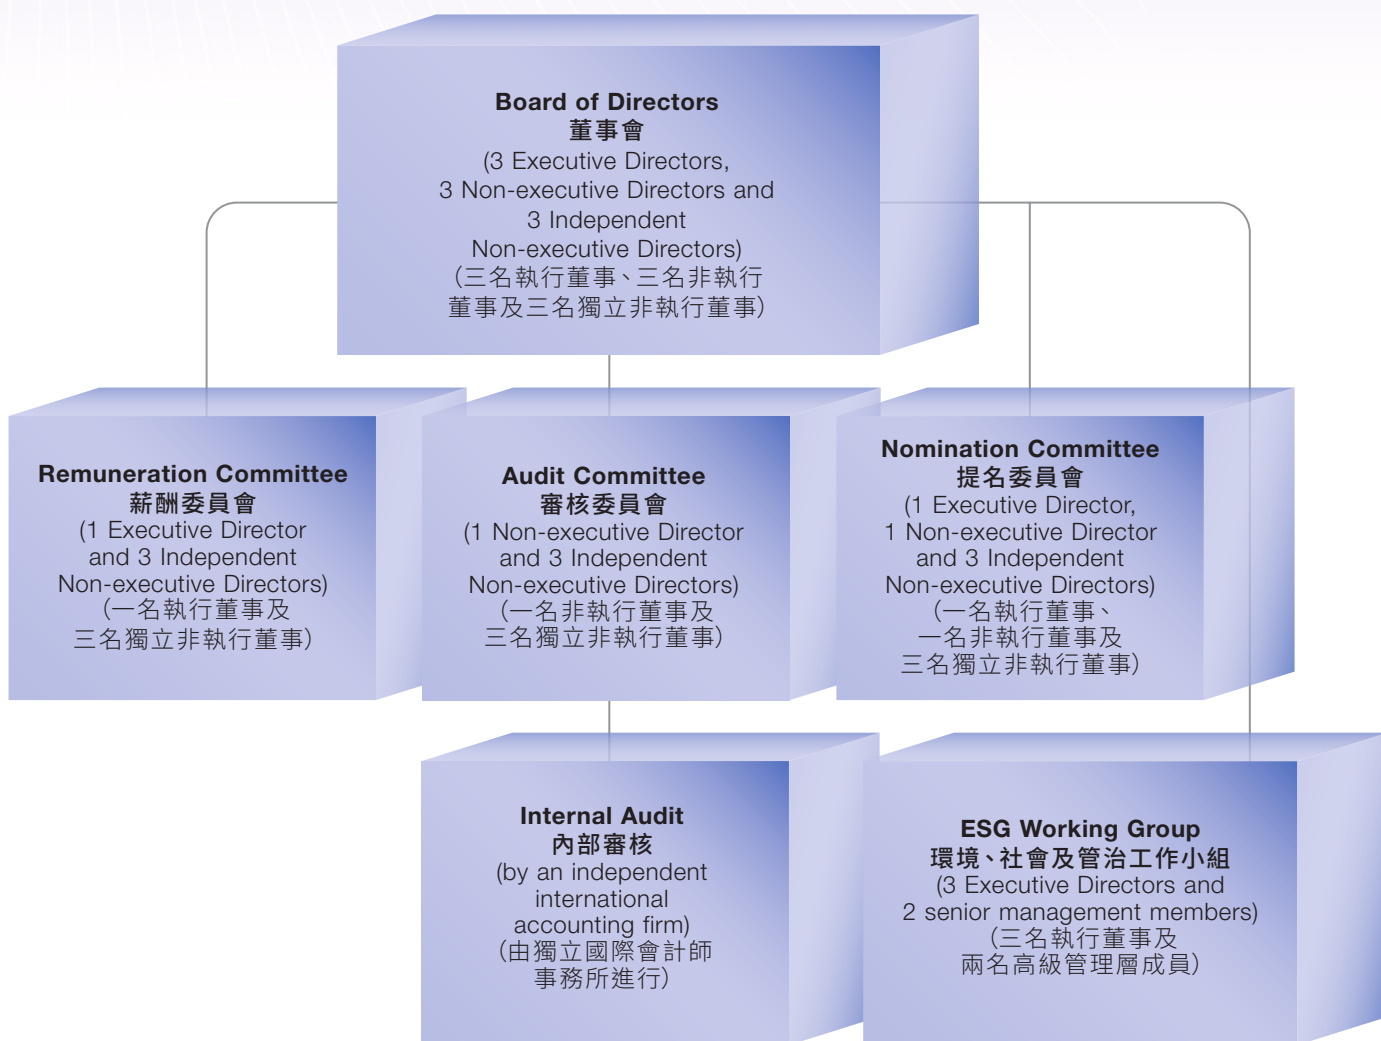 Board of Directors
董事會
(3 Executive Directors,
3 Non-executive Directors and
3 Independent
Non-executive Directors)
（三名執行董事、三名非執行
董事及三名獨立非執行董事）
Remuneration Committee
薪酬委員會
(1 Executive Director
and 3 Independent
Non-executive Directors)
（一名執行董事及
三名獨立非執行董事）
Audit Committee
審核委員會
(1 Non-executive Director
and 3 Independent
Non-executive Directors)
（一名非執行董事及
三名獨立非執行董事）
Nomination Committee
提名委員會
(1 Executive Director,
1 Non-executive Director
and 3 Independent
Non-executive Directors)
（一名執行董事、
一名非執行董事及
三名獨立非執行董事）
Internal Audit
內部審核
(by an independent
international
accounting firm)
（由獨立國際會計師
事務所進行）
ESG Working Group
環境、社會及管治工作小組
(3 Executive Directors and
2 senior management members)
（三名執行董事及
兩名高級管理層成員）